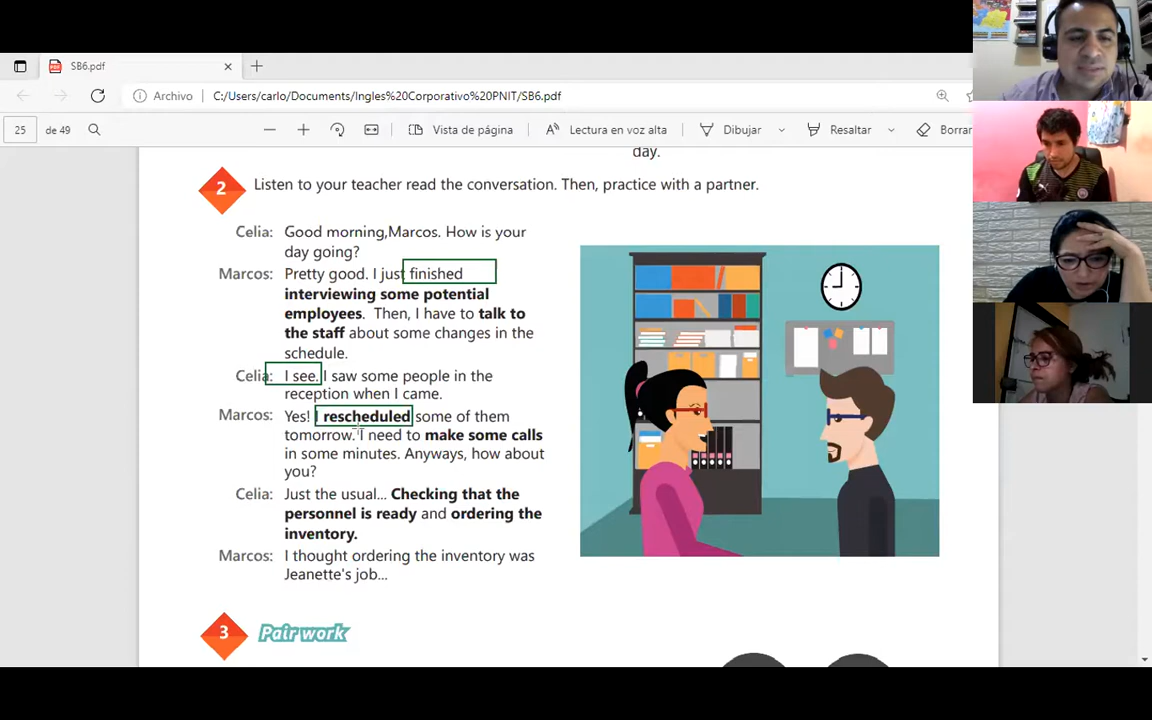 SB6.pdf
Archivo C:/Users/carlo/Documents/Ingles%20Corporativo%20PNIT/SB6.pdf
25 de 49 Vista de página Lectura en voz alta Dibujar Resaltar Borrar
day.
2 Listen to your teacher read the conversation. Then, practice with a partner.
Celia: Good morning,Marcos. How is your
day going?
Marcos: Pretty good. I just finished
interviewing some potential
employees. Then, I have to talk to
the staff about some changes in the
schedule.
Celia: I see. I saw some people in the
reception when I came.
Marcos: Yes! I rescheduled some of them
tomorrow. I need to make some calls
in some minutes. Anyways, how about
you?
Celia: Just the usual... Checking that the
personnel is ready and ordering the
inventory.
Marcos: I thought ordering the inventory was
Jeanette's job...
3 Pair work